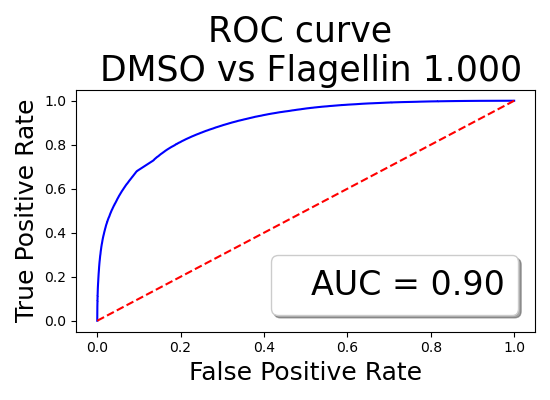 ROC curve
DMSO vs Flagellin 1.000
True Positive Rate
1.0
0.8
0.6
0.4
0.2
0.0
AUC = 0.90
0.0 0.2 0.4 0.6 0.8 1.0
False Positive Rate